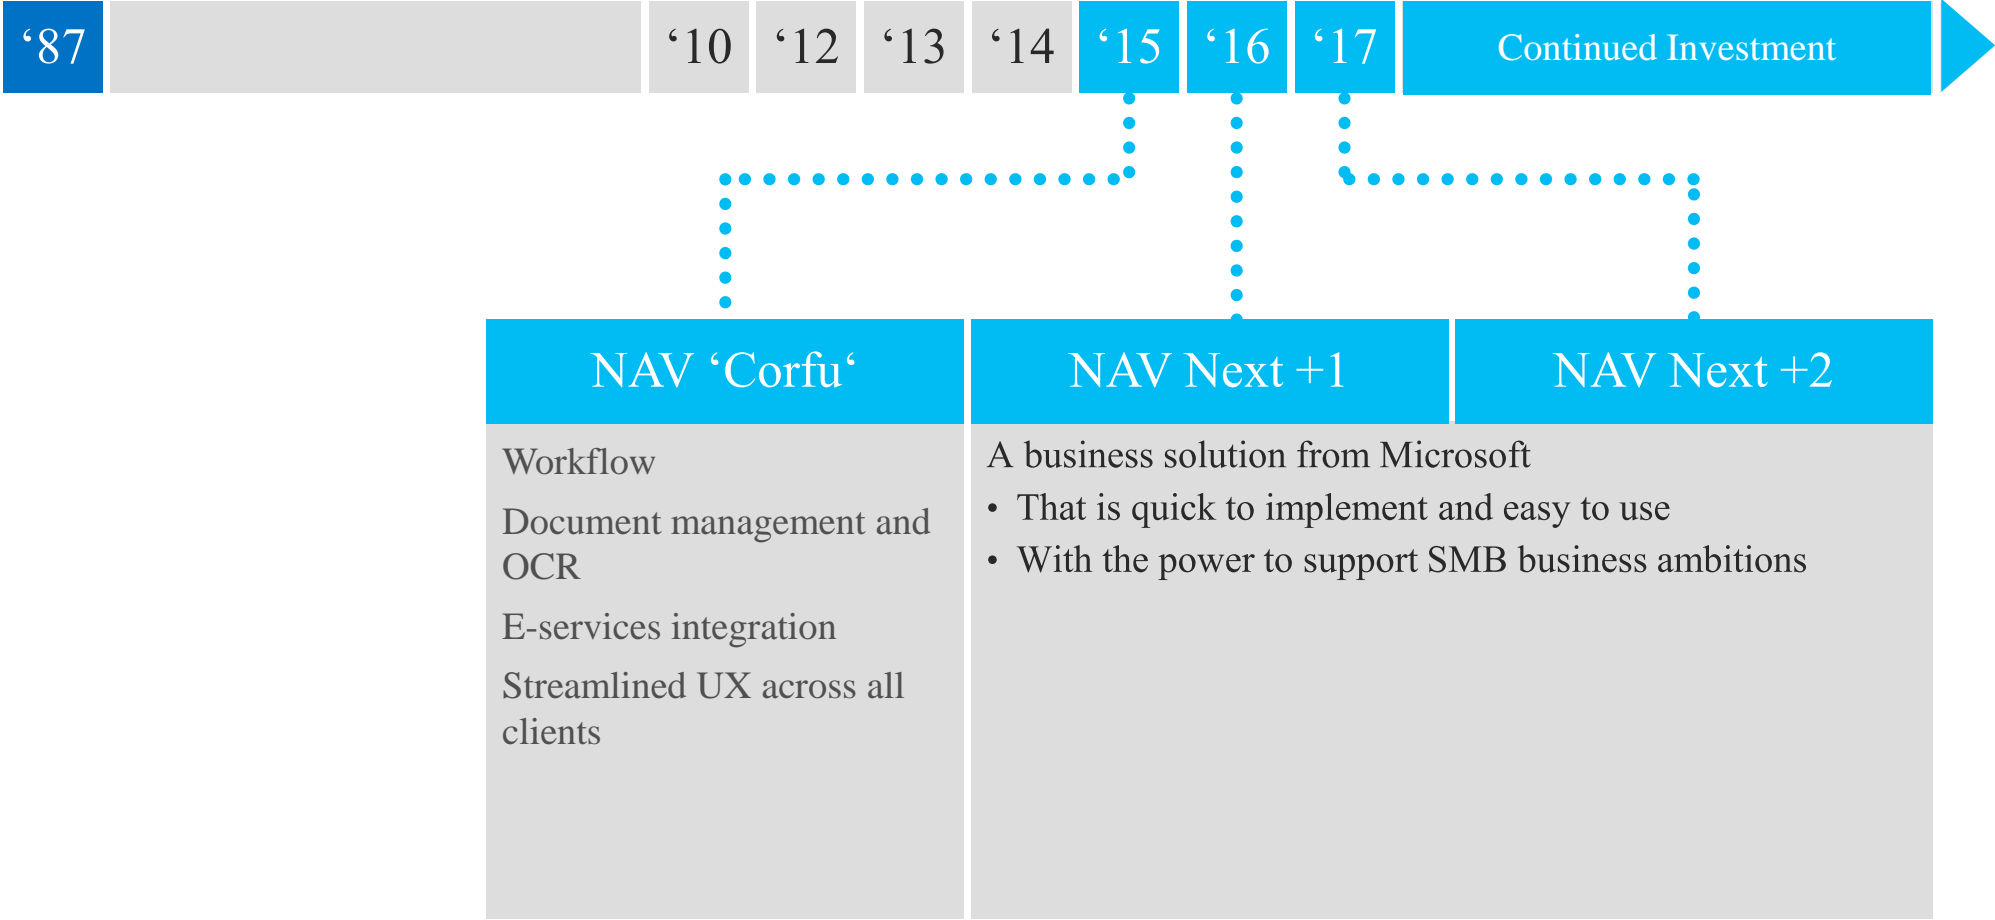 ‘87
‘10
‘12
‘13
‘14
‘15
‘16
‘17
Continued Investment
NAV ‘Corfu‘
NAV Next +1
NAV Next +2
Workflow
Document management and
OCR
E-services integration
Streamlined UX across all
clients
A business solution from Microsoft
• That is quick to implement and easy to use
• With the power to support SMB business ambitions